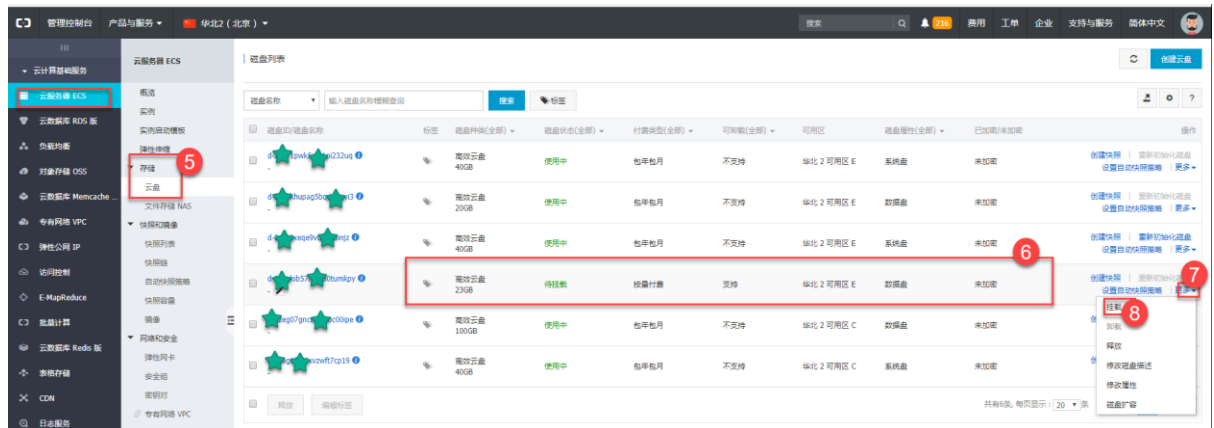 管理控制台 产品与服务 华北2（北京） 搜索 216 费用 工单 企业 支持与服务 简体中文
云计算基础服务
云服务器 ECS
云数据库 RDS 版
负载均衡
对象存储 OSS
云数据库 Memcache ...
专有网络 VPC
弹性公网 IP
访问控制
E-MapReduce
批量计算
云数据库 Redis 版
表格存储
CDN
日志服务
云服务器 ECS
概览
实例
实例启动模板
弹性伸缩
5
存储
云盘
文件存储 NAS
快照和镜像
快照列表
快照链
自动快照策略
快照容量
镜像
网络和安全
弹性网卡
安全组
密钥对
专有网络 VPC
磁盘列表 创建云盘
磁盘名称 输入磁盘名称模糊查询 搜索 标签 ?
磁盘ID/磁盘名称 标签 磁盘种类(全部) 磁盘状态(全部) 付费类型(全部) 可卸载(全部) 可用区 磁盘属性(全部) 已加密/未加密 操作
高效云盘 40GB 使用中 包年包月 不支持 华北 2 可用区 E 系统盘 未加密 创建快照 | 重新初始化磁盘
- 设置自动快照策略 | 更多
高效云盘 20GB 使用中 包年包月 不支持 华北 2 可用区 E 数据盘 未加密 创建快照 | 重新初始化磁盘
- 设置自动快照策略 | 更多
高效云盘 40GB 使用中 包年包月 不支持 华北 2 可用区 E 系统盘 未加密 创建快照 | 重新初始化磁盘
- 设置自动快照策略 | 更多
6
高效云盘 23GB 待挂载 按量付费 支持 华北 2 可用区 E 数据盘 未加密 创建快照 | 重新初始化磁盘
设置自动快照策略 | 更多
7
高效云盘 100GB 使用中 包年包月 不支持 华北 2 可用区 C 数据盘 未加密
高效云盘 40GB 使用中 包年包月 不支持 华北 2 可用区 C 系统盘 未加密
挂载
8
卸载
释放
修改磁盘描述
修改属性
磁盘扩容
释放 编辑标签 共有6条, 每页显示: 20 条